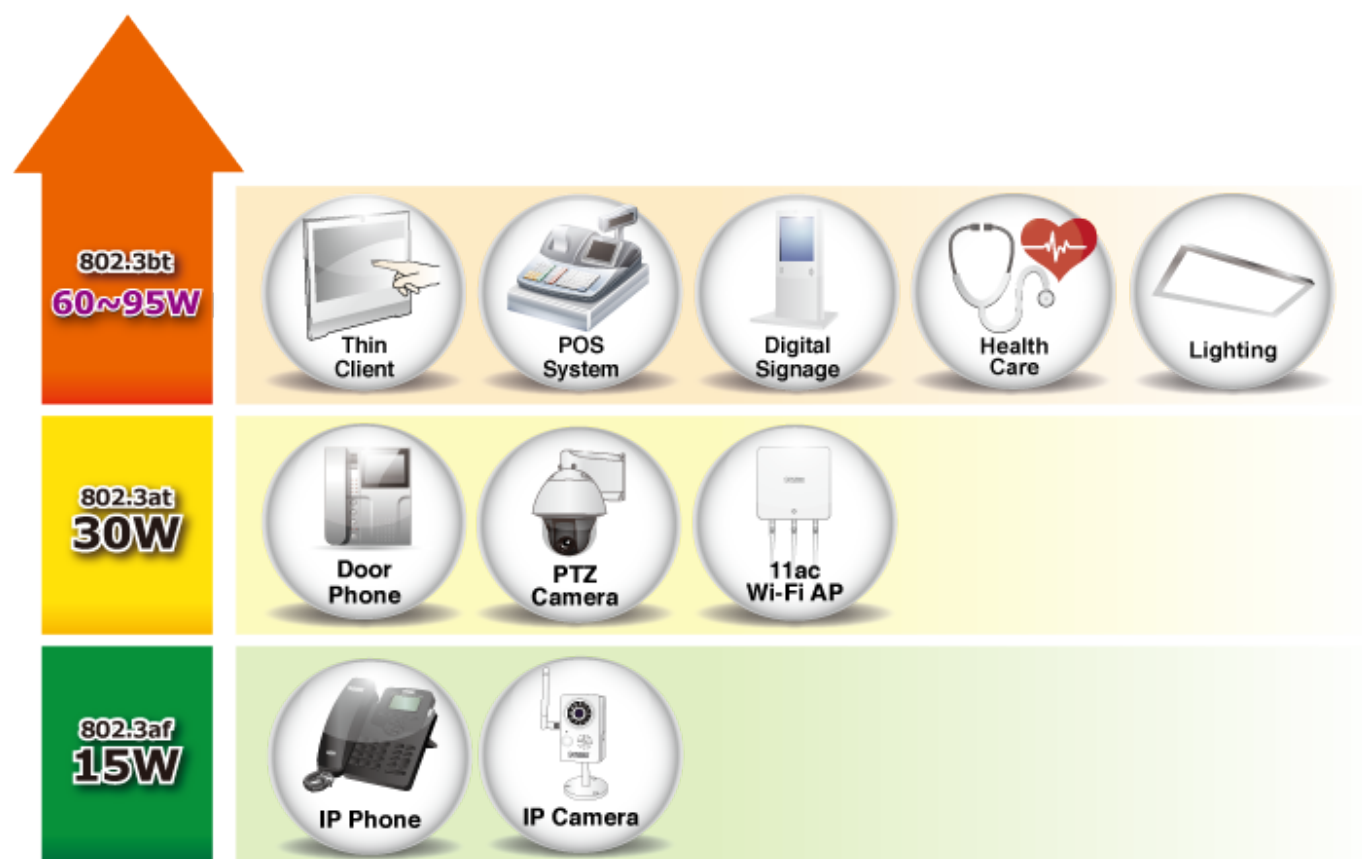 802.3bt
60~95W
Thin
Client
POS
System
Digital
Signage
Health
Care
Lighting
802.3at
30W
Door
Phone
PTZ
Camera
11ac
Wi-Fi AP
802.3af
15W
IP Phone
IP Camera